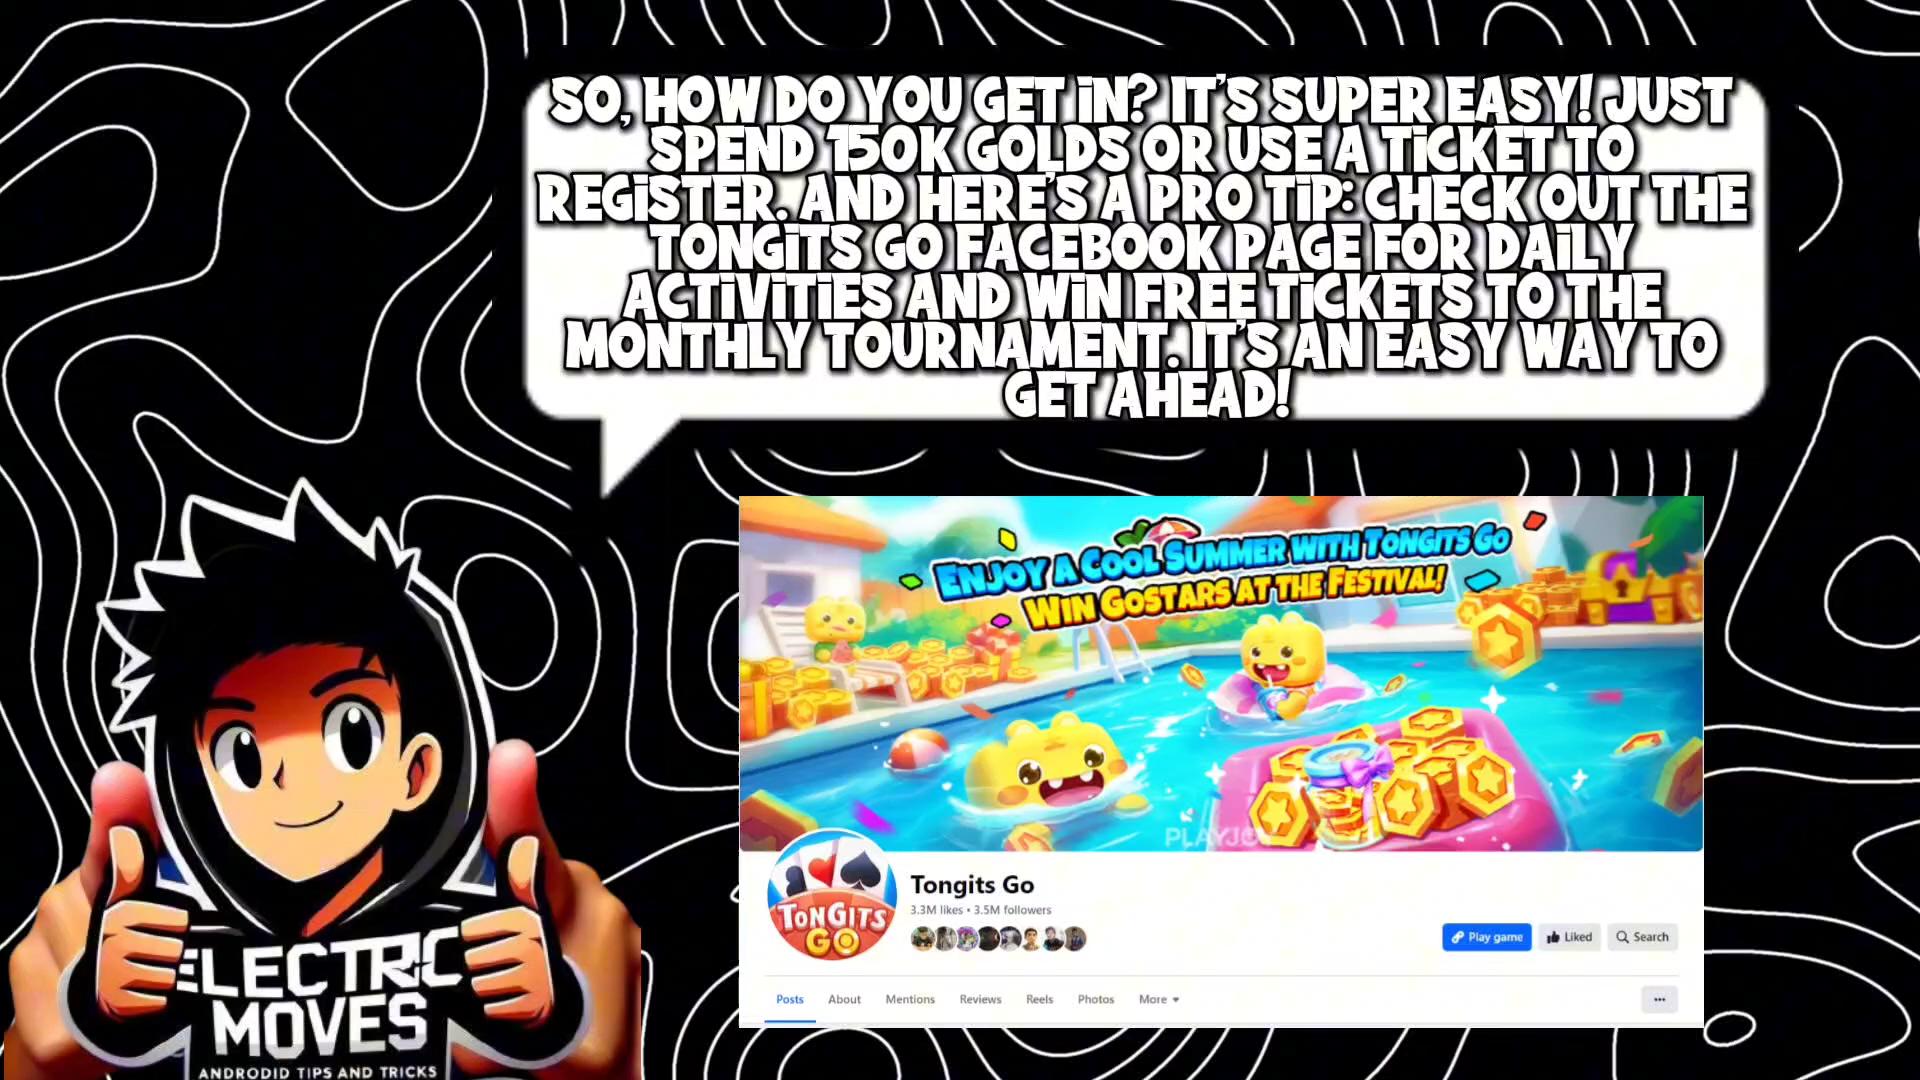 SO, HOW DO YOU GET IN? IT'S SUPER EASY! JUST
SPEND 150K GOLDS OR USE A TICKET TO
REGISTER. AND HERE'S A PRO TIP: CHECK OUT THE
TONGITS GO FACEBOOK PAGE FOR DAILY
ACTIVITIES AND WIN FREE TICKETS TO THE
MONTHLY TOURNAMENT. IT'S AN EASY WAY TO
GET AHEAD!
ENJOY A COOL SUMMER WITH TONGITS GO
WIN GOSTARS AT THE FESTIVAL!
TONGITS
GO
Tongits Go
3.3M likes • 3.5M followers
Play game
Liked
Search
Posts
About
Mentions
Reviews
Reels
Photos
More
ELECTRIC
MOVES
ANDRODID TIPS AND TRICKS